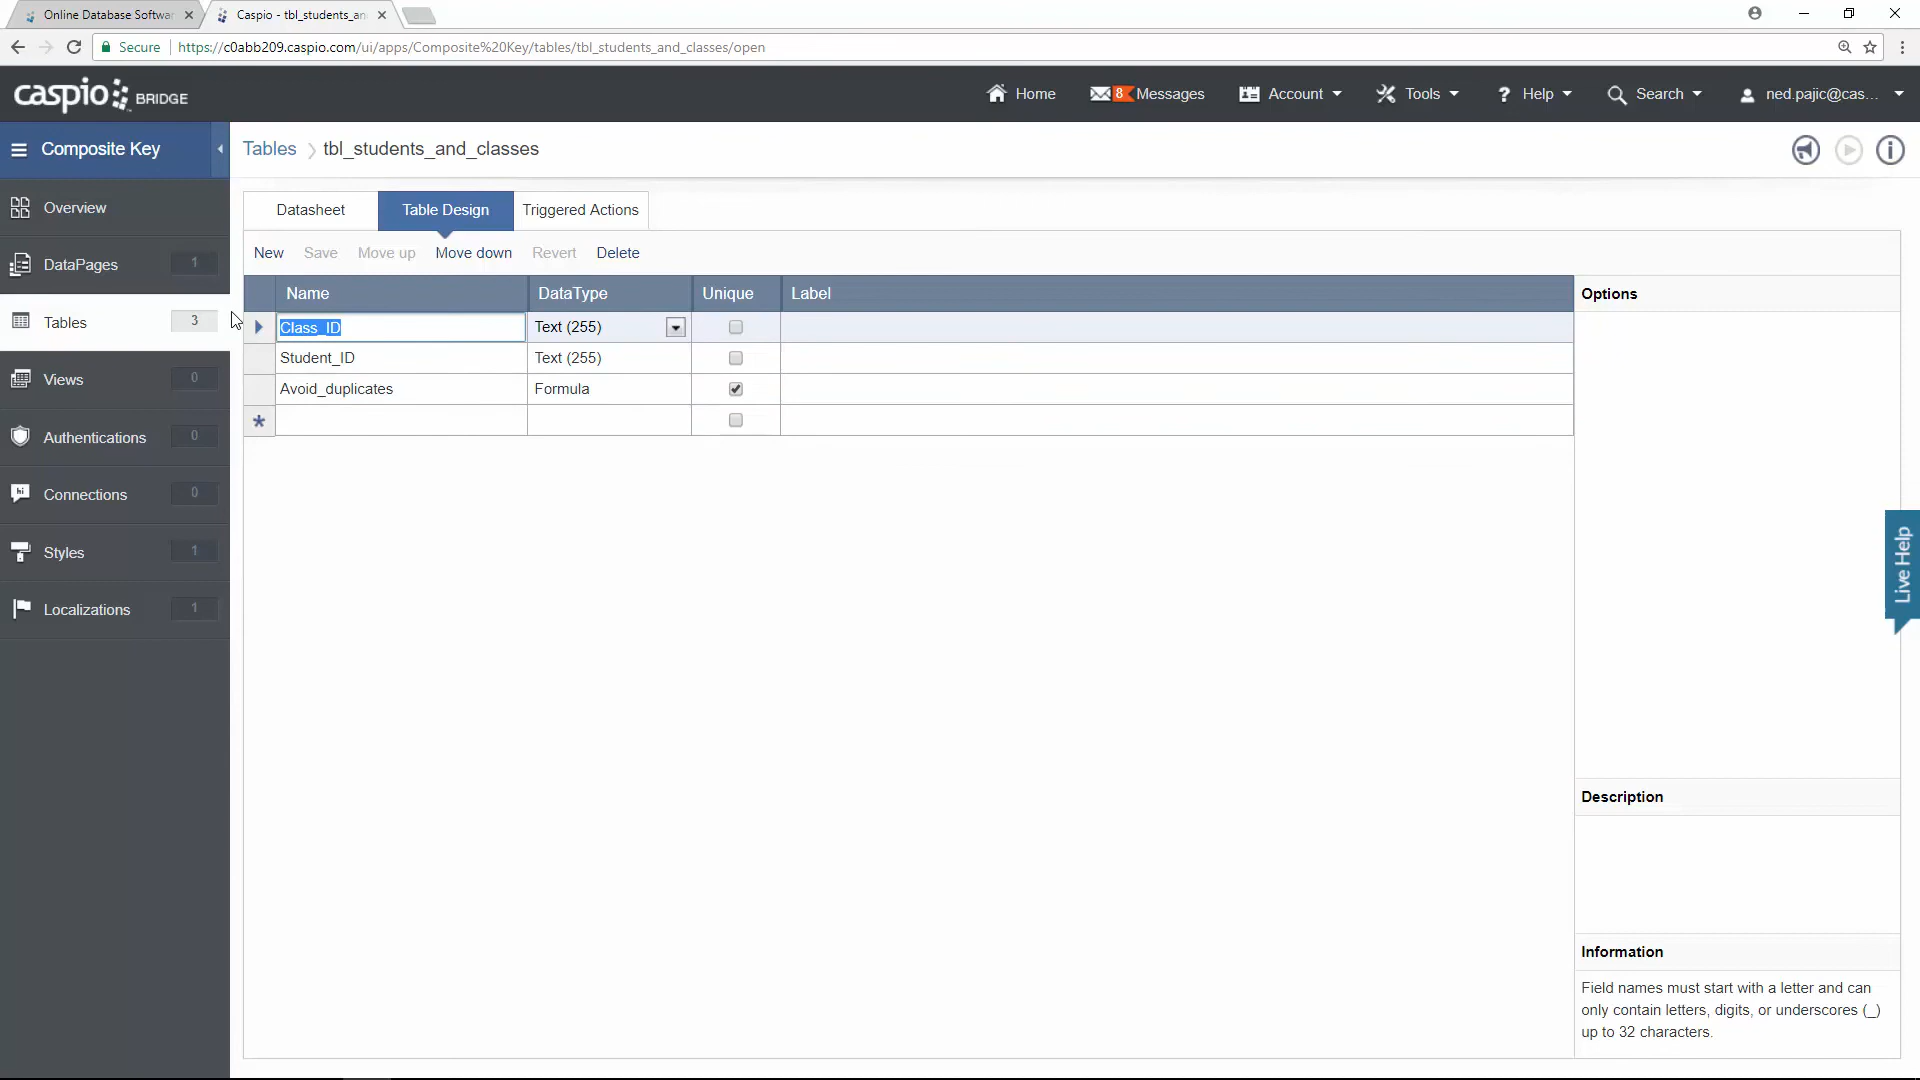 Online Database Softwar
Caspio - tbl_students_an
Secure
https://c0abb209.caspio.com/ui/apps/Composite%20Key/tables/tbl_students_and_classes/open
caspio BRIDGE
Home
8 Messages
Account
Tools
? Help
Search
ned.pajic@cas...
Composite Key
Tables
tbl_students_and_classes
Overview
DataPages 1
Tables 3
Views 0
Authentications 0
Connections 0
Styles 1
Localizations 1
Datasheet
Table Design
Triggered Actions
New
Save
Move up
Move down
Revert
Delete
Name DataType Unique Label
Class_ID Text (255)
Student_ID Text (255)
Avoid_duplicates Formula
*
Options
Description
Information
Field names must start with a letter and can
only contain letters, digits, or underscores (_)
up to 32 characters.
Live Help